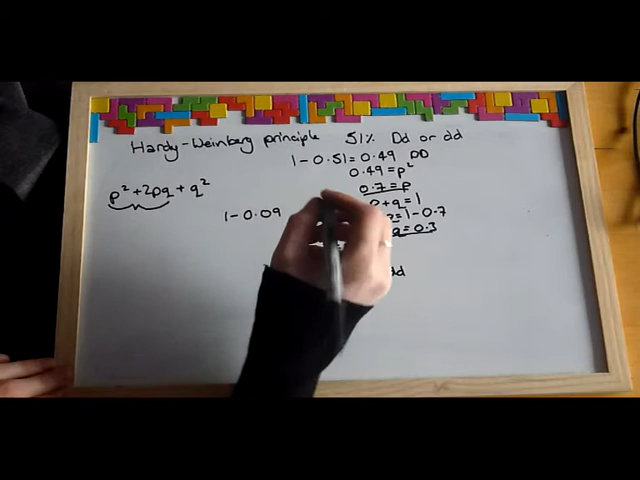 Hardy-Weinberg principle 51% Dd or dd
1-0.51=0.49 DD
0.49=p²
0.7=p
p²+2pq+q²
p+q=1
1-0.09
=1-0.7
q=0.3
dd